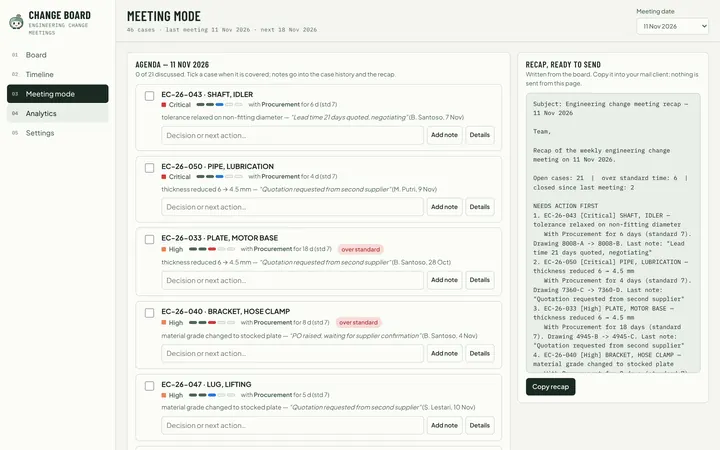 CHANGE BOARD
ENGINEERING CHANGE
MEETINGS
01 Board
02 Timeline
03 Meeting mode
04 Analytics
05 Settings
MEETING MODE
46 cases · last meeting 11 Nov 2026 · next 18 Nov 2026
Meeting date
11 Nov 2026
AGENDA — 11 NOV 2026
0 of 21 discussed. Tick a case when it is covered; notes go into the case history and the recap.
EC-26-043 · SHAFT, IDLER
Critical with Procurement for 6 d (std 7)
tolerance relaxed on non-fitting diameter — "Lead time 21 days quoted, negotiating" (B. Santoso, 7 Nov)
Decision or next action... Add note Details
EC-26-050 · PIPE, LUBRICATION
Critical with Procurement for 4 d (std 7)
thickness reduced 6 → 4.5 mm — "Quotation requested from second supplier" (M. Putri, 9 Nov)
Decision or next action... Add note Details
EC-26-033 · PLATE, MOTOR BASE
High with Procurement for 18 d (std 7) over standard
thickness reduced 6 → 4.5 mm — "Quotation requested from second supplier" (B. Santoso, 28 Oct)
Decision or next action... Add note Details
EC-26-040 · BRACKET, HOSE CLAMP
High with Procurement for 8 d (std 7) over standard
material grade changed to stocked plate — "PO raised, waiting for supplier confirmation" (B. Santoso, 4 Nov)
Decision or next action... Add note Details
EC-26-047 · LUG, LIFTING
High with Procurement for 5 d (std 7)
material grade changed to stocked plate — "Quotation requested from second supplier" (S. Lestari, 10 Nov)
Decision or next action... Add note Details
RECAP, READY TO SEND
Written from the board. Copy it into your mail client; nothing is
sent from this page.
Subject: Engineering change meeting recap —
11 Nov 2026
Team,
Recap of the weekly engineering change
meeting on 11 Nov 2026.
Open cases: 21 | over standard time: 6 |
closed since last meeting: 2
NEEDS ACTION FIRST
1. EC-26-043 [Critical] SHAFT, IDLER —
tolerance relaxed on non-fitting diameter
With Procurement for 6 days (standard 7).
Drawing 8008-A -> 8008-B. Last note: "Lead
time 21 days quoted, negotiating"
2. EC-26-050 [Critical] PIPE, LUBRICATION —
thickness reduced 6 → 4.5 mm
With Procurement for 4 days (standard 7).
Drawing 7360-C -> 7360-D. Last note:
"Quotation requested from second supplier"
3. EC-26-033 [High] PLATE, MOTOR BASE —
thickness reduced 6 → 4.5 mm
With Procurement for 18 days (standard
7). Drawing 4945-B -> 4945-C. Last note:
"Quotation requested from second supplier"
4. EC-26-040 [High] BRACKET, HOSE CLAMP —
material grade changed to stocked plate
Copy recap